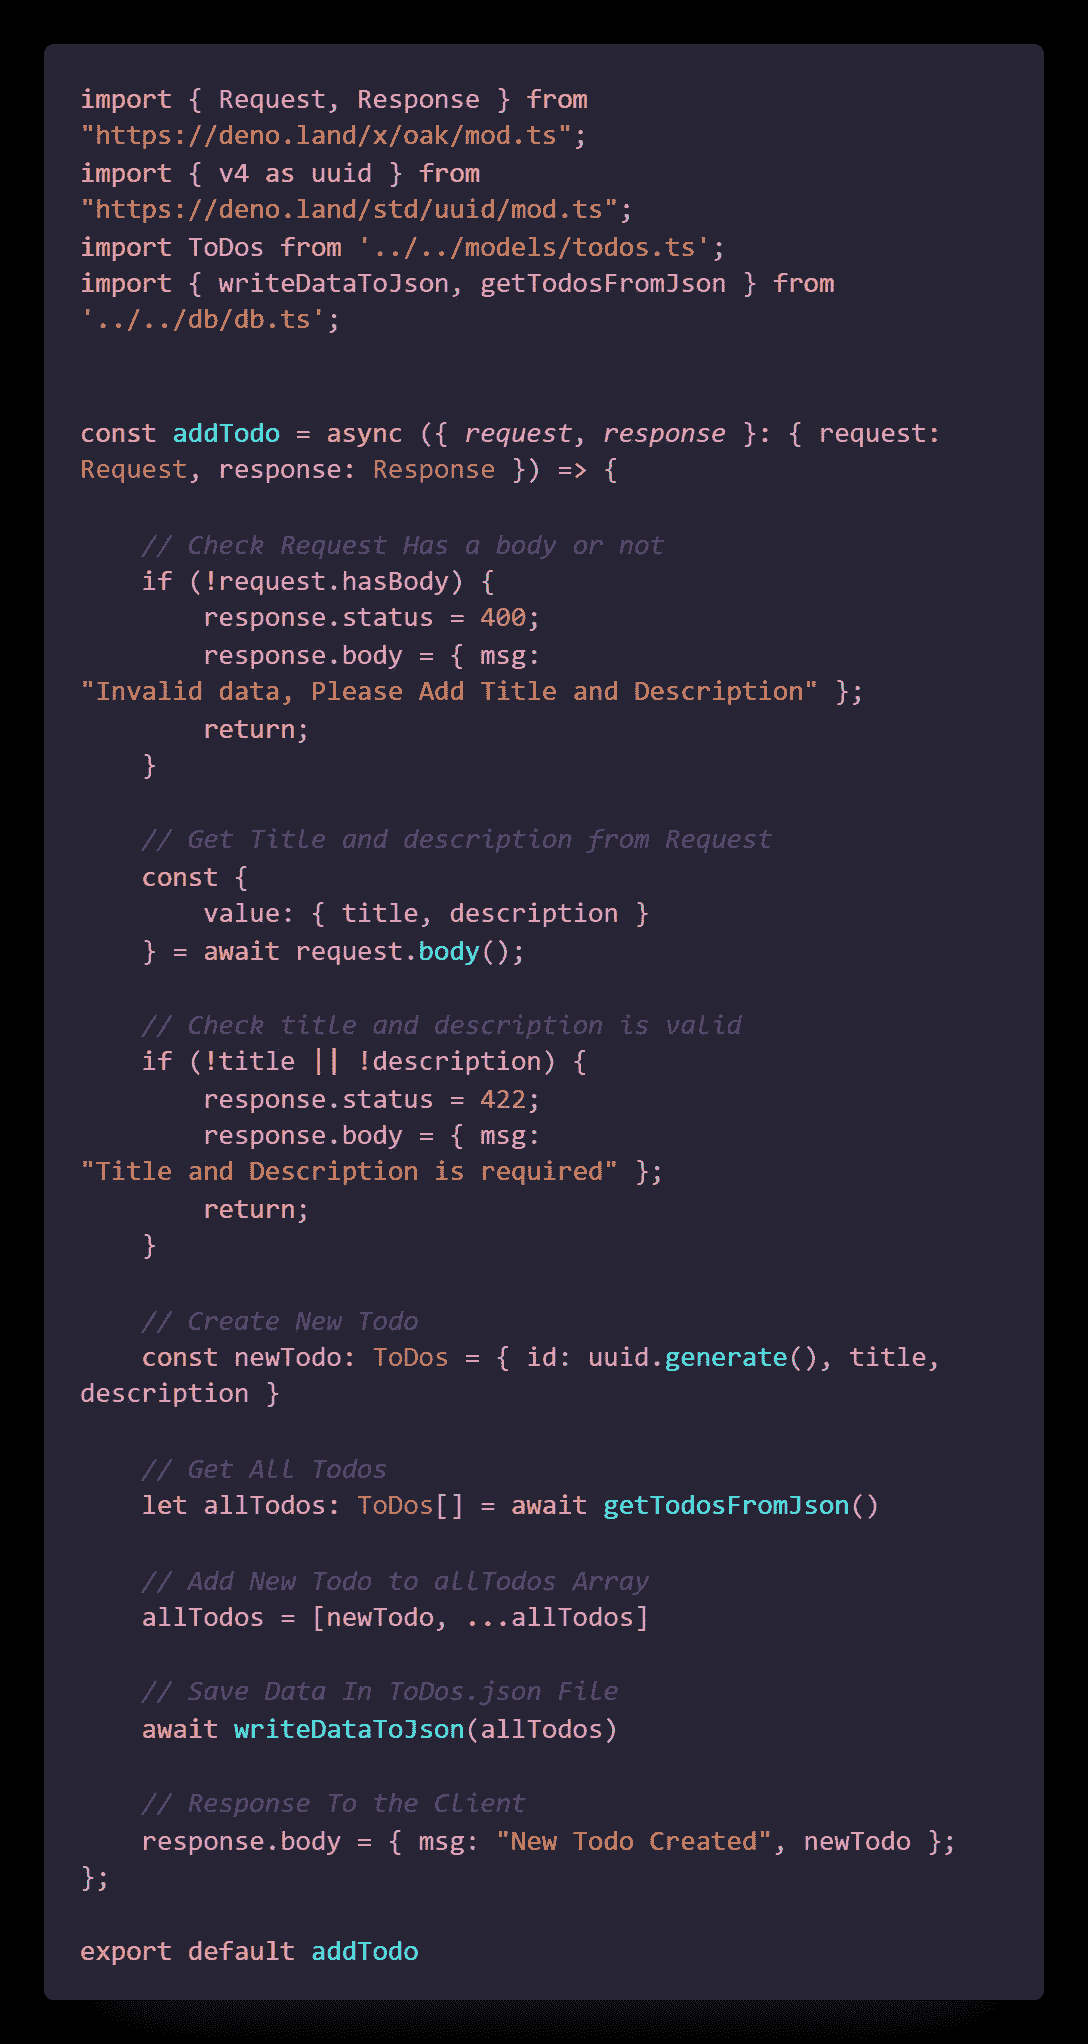 import { Request, Response } from
"https://deno.land/x/oak/mod.ts";
import { v4 as uuid } from
"https://deno.land/std/uuid/mod.ts";
import ToDos from '../../models/todos.ts';
import { writeDataToJson, getTodosFromJson } from
'../../db/db.ts';
const addTodo = async ({ request, response }: { request:
Request, response: Response }) => {
// Check Request Has a body or not
if (!request.hasBody) {
response.status = 400;
response.body = { msg:
"Invalid data, Please Add Title and Description" };
return;
}
// Get Title and description from Request
const {
value: { title, description }
} = await request.body();
// Check title and description is valid
if (!title || !description) {
response.status = 422;
response.body = { msg:
"Title and Description is required" };
return;
}
// Create New Todo
const newTodo: ToDos = { id: uuid.generate(), title,
description }
// Get All Todos
let allTodos: ToDos[] = await getTodosFromJson()
// Add New Todo to allTodos Array
allTodos = [newTodo, ...allTodos]
// Save Data In ToDos.json File
await writeDataToJson(allTodos)
// Response To the Client
response.body = { msg: "New Todo Created", newTodo };
};
export default addTodo